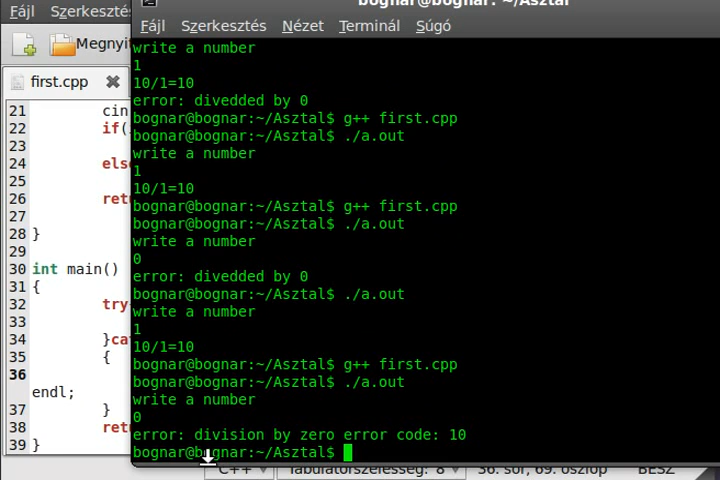 Fájl Szerkesztés
bognar@bognar: ~/Asztal
Fájl Szerkesztés Nézet Terminál Súgó
Megnyi
first.cpp
21 cin
22 if(
23
24 else
25
26 retu
27
28 }
29
30 int main()
31 {
32 try
33
34 }cat
35 {
36
endl;
37 }
38 retu
39 }
write a number
1
10/1=10
error: divedded by 0
bognar@bognar:~/Asztal$ g++ first.cpp
bognar@bognar:~/Asztal$ ./a.out
write a number
1
10/1=10
bognar@bognar:~/Asztal$ g++ first.cpp
bognar@bognar:~/Asztal$ ./a.out
write a number
0
error: divedded by 0
bognar@bognar:~/Asztal$ ./a.out
write a number
1
10/1=10
bognar@bognar:~/Asztal$ g++ first.cpp
bognar@bognar:~/Asztal$ ./a.out
write a number
0
error: division by zero error code: 10
bognar@bognar:~/Asztal$
C++ Tabulátorszélesség: 8 36. sor, 69. oszlop BESZ